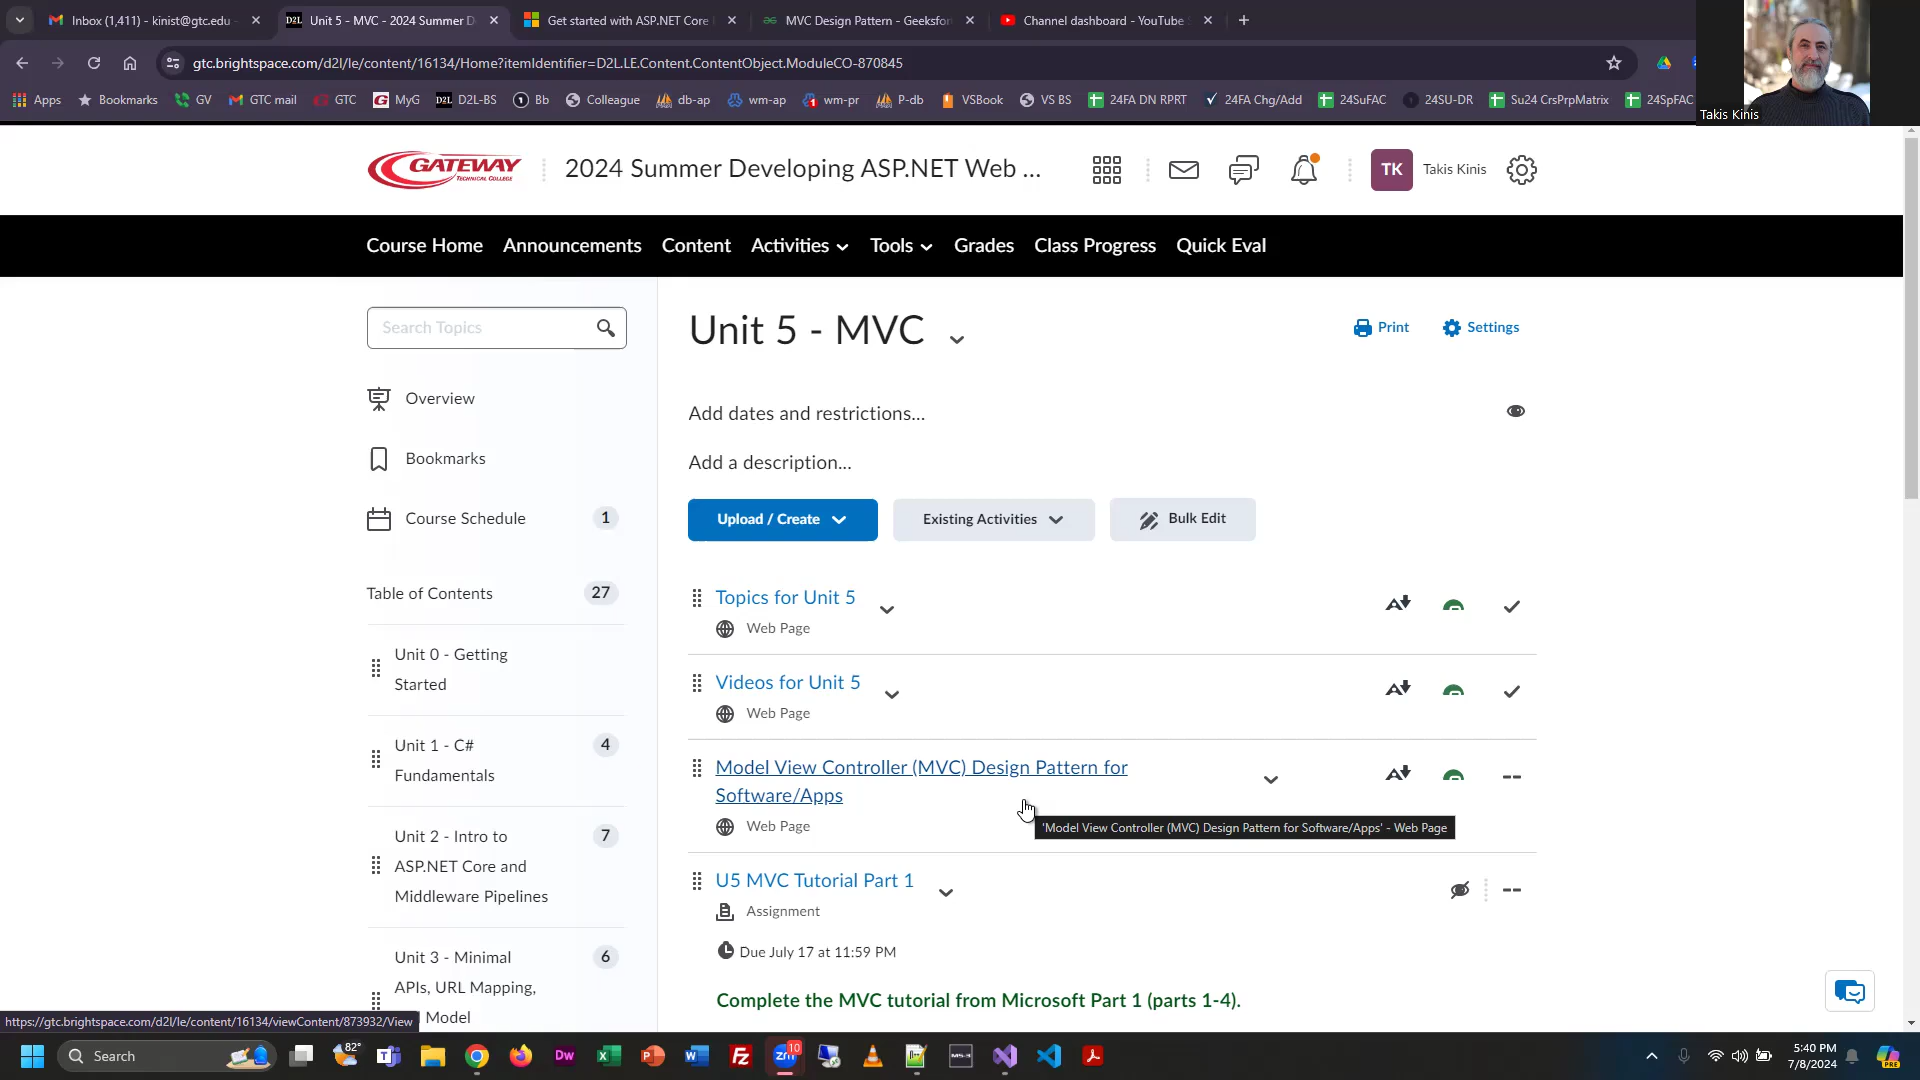 Inbox (1,411) - kinist@gtc.edu
D2L Unit 5 - MVC - 2024 Summer D
Get started with ASP.NET Core
MVC Design Pattern - Geeksfor
Channel dashboard - YouTube
gtc.brightspace.com/d2l/le/content/16134/Home?itemIdentifier=D2L.LE.Content.ContentObject.ModuleCO-870845
Apps Bookmarks GV GTC mail GTC MyG D2L-BS Bb Colleague db-ap wm-ap wm-pr P-db VSBook VS BS 24FA DN RPRT 24FA Chg/Add 24SuFAC 24SU-DR Su24 CrsPrpMatrix 24SpFAC
Takis Kinis
GATEWAY
TECHNICAL COLLEGE
2024 Summer Developing ASP.NET Web ...
TK Takis Kinis
Course Home Announcements Content Activities Tools Grades Class Progress Quick Eval
Search Topics
Overview
Bookmarks
Course Schedule 1
Table of Contents 27
Unit 0 - Getting
Started
Unit 1 - C# 4
Fundamentals
Unit 2 - Intro to 7
ASP.NET Core and
Middleware Pipelines
Unit 3 - Minimal 6
APIs, URL Mapping,
Model
Unit 5 - MVC
Print Settings
Add dates and restrictions...
Add a description...
Upload / Create Existing Activities Bulk Edit
Topics for Unit 5
Web Page
Videos for Unit 5
Web Page
Model View Controller (MVC) Design Pattern for
Software/Apps
Web Page
'Model View Controller (MVC) Design Pattern for Software/Apps' - Web Page
U5 MVC Tutorial Part 1
Assignment
Due July 17 at 11:59 PM
Complete the MVC tutorial from Microsoft Part 1 (parts 1-4).
https://gtc.brightspace.com/d2l/le/content/16134/viewContent/873932/View
Search
82°
Dw
10
zm
5:40 PM
7/8/2024
PRE